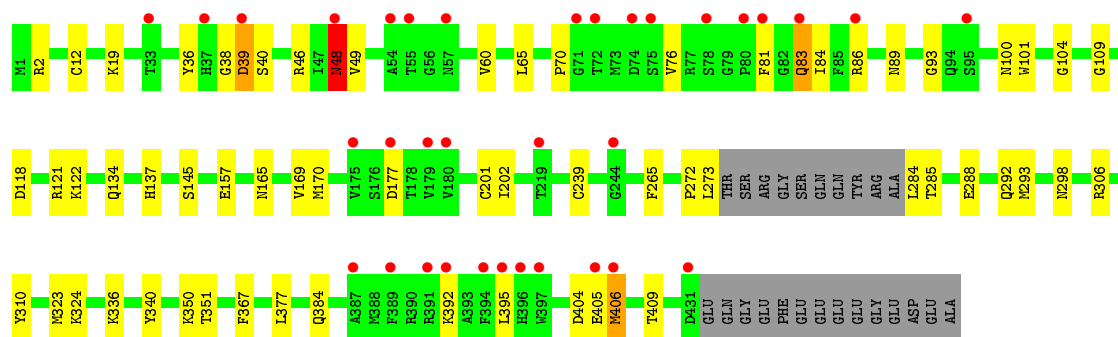 M1 R2 C12 K19 T33 Y36 H37 G38 D39 S40 R46 I47 N48 V49 A54 T55 G56 N57 V60 L65 P70 G71 T72 M73 D74 S75 V76 R77 S78 G79 P80 F81 G82 Q83 I84 F85 R86 N89 G93 Q94 S95 N100 W101 G104 G109
D118 R121 K122 Q134 H137 S145 E157 N165 V169 M170 V175 S176 D177 T178 V179 V180 C201 I202 T219 C239 G244 F265 P272 L273 THR SER ARG GLY SER GLN GLN TYR ARG ALA L284 T285 E288 Q292 M293 N298 R306
Y310 M323 K324 K336 Y340 K350 T351 F367 L377 Q384 A387 M388 F389 R390 R391 K392 A393 F394 L395 H396 W397 D404 E405 M406 T409 D431 GLU GLN GLY GLU GLU PHE GLU GLU GLU GLU GLY GLU ASP GLU ALA